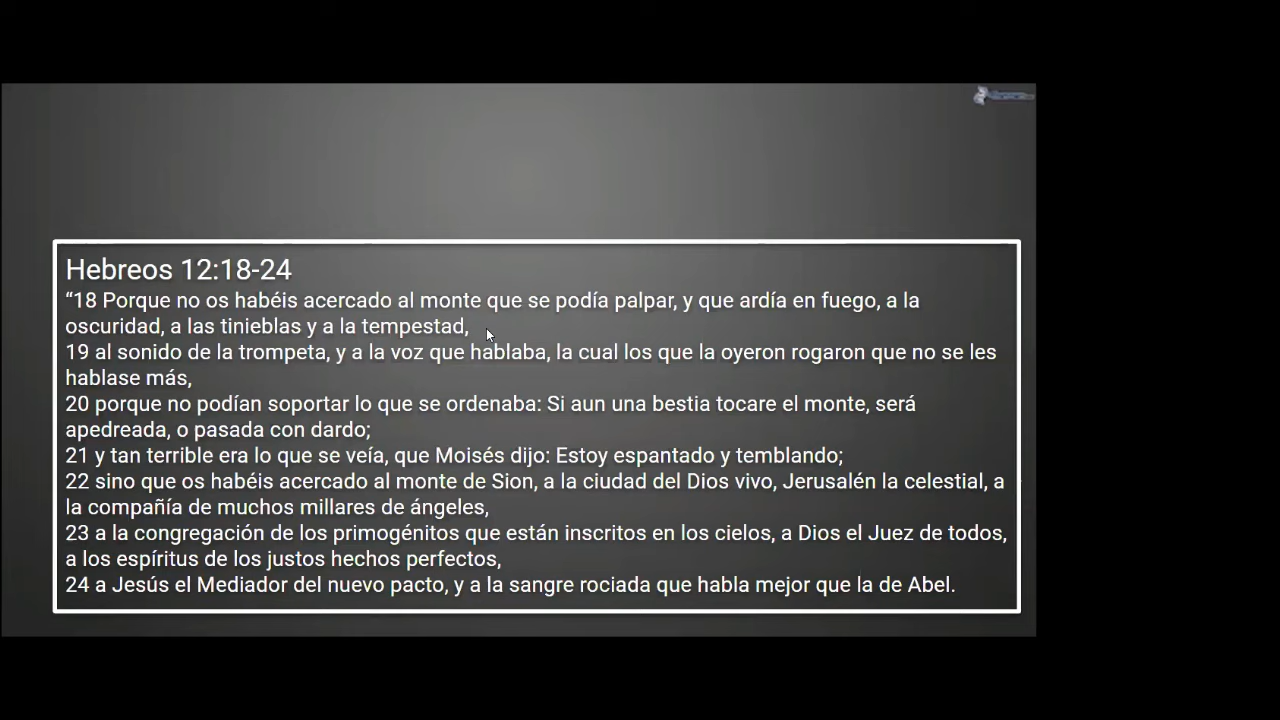 Hebreos 12:18-24
“18 Porque no os habéis acercado al monte que se podía palpar, y que ardía en fuego, a la
oscuridad, a las tinieblas y a la tempestad,
19 al sonido de la trompeta, y a la voz que hablaba, la cual los que la oyeron rogaron que no se les
hablase más,
20 porque no podían soportar lo que se ordenaba: Si aun una bestia tocare el monte, será
apedreada, o pasada con dardo;
21 y tan terrible era lo que se veía, que Moisés dijo: Estoy espantado y temblando;
22 sino que os habéis acercado al monte de Sion, a la ciudad del Dios vivo, Jerusalén la celestial, a
la compañía de muchos millares de ángeles,
23 a la congregación de los primogénitos que están inscritos en los cielos, a Dios el Juez de todos,
a los espíritus de los justos hechos perfectos,
24 a Jesús el Mediador del nuevo pacto, y a la sangre rociada que habla mejor que la de Abel.